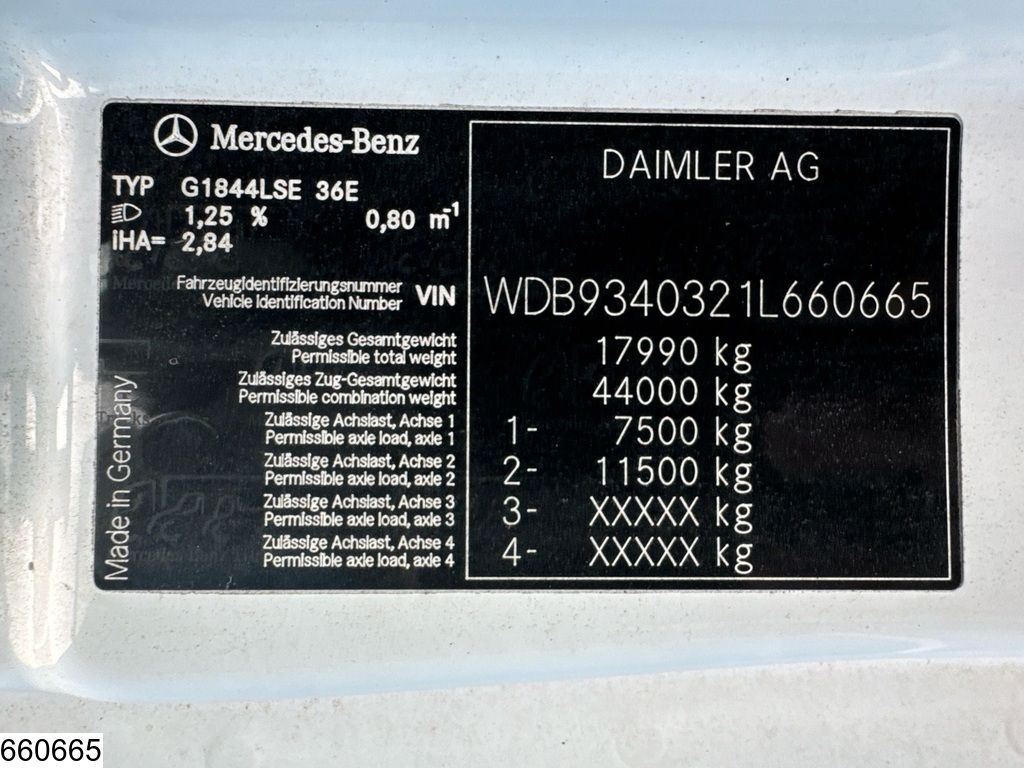 Mercedes-Benz
TYP G1844LSE 36E
1,25 % 0,80 m-1
iHA= 2,84
DAIMLER AG
Fahrzeugidentifizierungsnummer
Vehicle Identification Number VIN WDB9340321L660665
Zulässiges Gesamtgewicht
Permissible total weight 17990 kg
Zulässiges Zug-Gesamtgewicht
Permissible combination weight 44000 kg
Zulässige Achslast, Achse 1
Permissible axle load, axle 1 1- 7500 kg
Zulässige Achslast, Achse 2
Permissible axle load, axle 2 2- 11500 kg
Zulässige Achslast, Achse 3
Permissible axle load, axle 3 3- XXXXX kg
Zulässige Achslast, Achse 4
Permissible axle load, axle 4 4- XXXXX kg
Made in Germany
660665